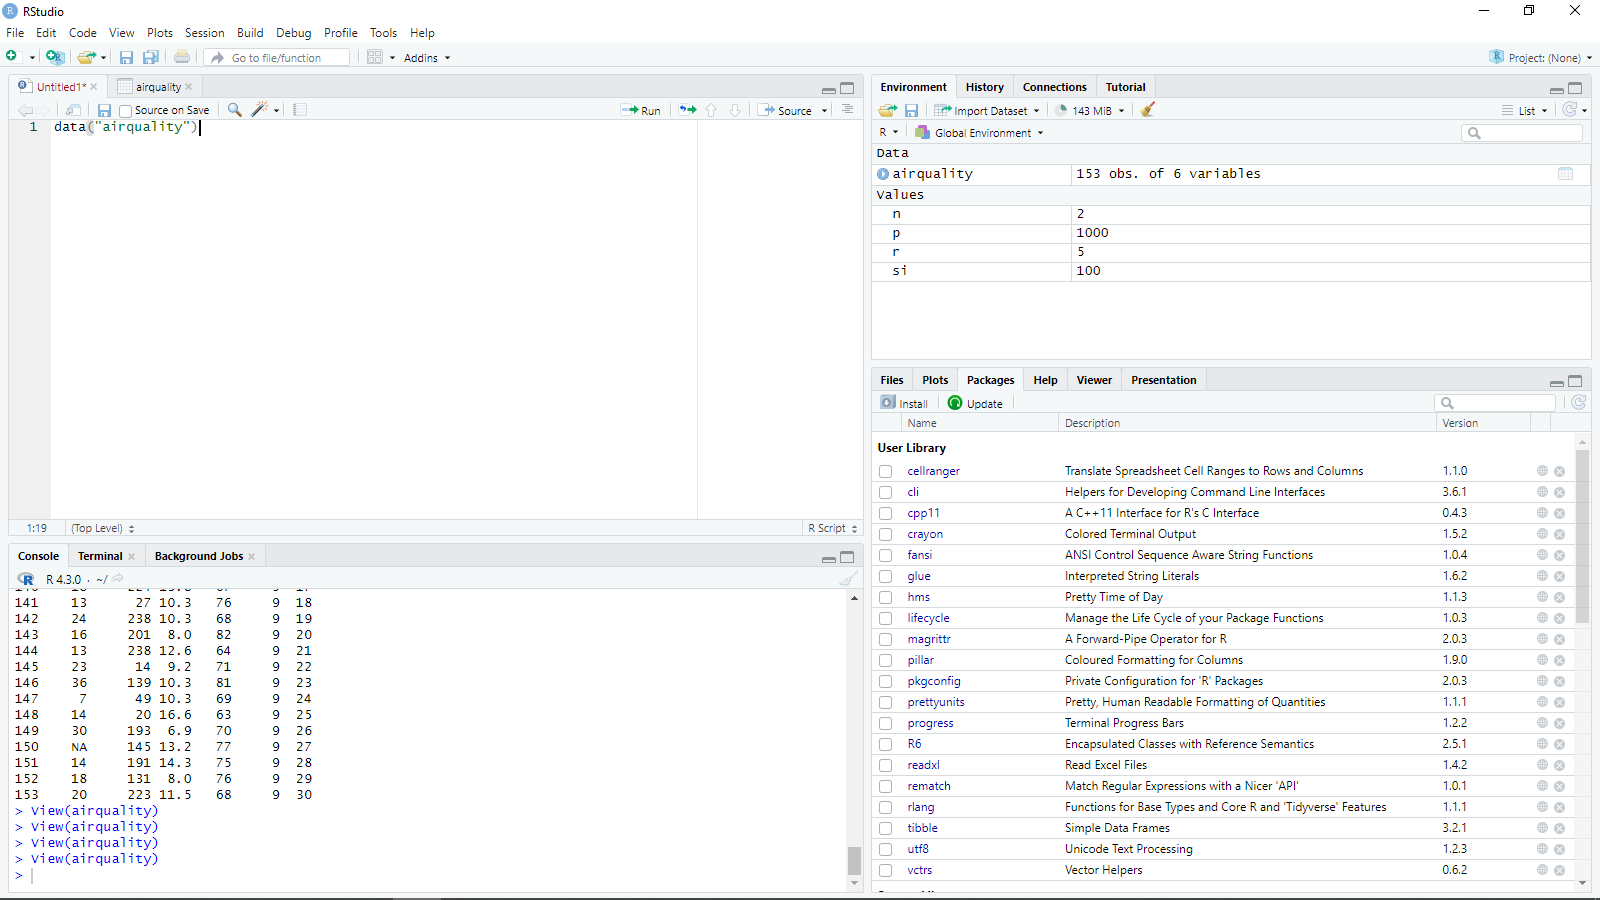 RStudio
File Edit Code View Plots Session Build Debug Profile Tools Help
Go to file/function Addins Project: (None)
Untitled1* airquality
Source on Save Run Source
1 data("airquality")
1:19 (Top Level) R Script
Console Terminal Background Jobs
R 4.3.0 · ~/
141 13 27 10.3 76 9 18
142 24 238 10.3 68 9 19
143 16 201 8.0 82 9 20
144 13 238 12.6 64 9 21
145 23 14 9.2 71 9 22
146 36 139 10.3 81 9 23
147 7 49 10.3 69 9 24
148 14 20 16.6 63 9 25
149 30 193 6.9 70 9 26
150 NA 145 13.2 77 9 27
151 14 191 14.3 75 9 28
152 18 131 8.0 76 9 29
153 20 223 11.5 68 9 30
> View(airquality)
> View(airquality)
> View(airquality)
> View(airquality)
>
Environment History Connections Tutorial
Import Dataset 143 MiB List
R Global Environment
Data
airquality 153 obs. of 6 variables
Values
n 2
p 1000
r 5
si 100
Files Plots Packages Help Viewer Presentation
Install Update
Name Description Version
User Library
cellranger Translate Spreadsheet Cell Ranges to Rows and Columns 1.1.0
cli Helpers for Developing Command Line Interfaces 3.6.1
cpp11 A C++11 Interface for R's C Interface 0.4.3
crayon Colored Terminal Output 1.5.2
fansi ANSI Control Sequence Aware String Functions 1.0.4
glue Interpreted String Literals 1.6.2
hms Pretty Time of Day 1.1.3
lifecycle Manage the Life Cycle of your Package Functions 1.0.3
magrittr A Forward-Pipe Operator for R 2.0.3
pillar Coloured Formatting for Columns 1.9.0
pkgconfig Private Configuration for 'R' Packages 2.0.3
prettyunits Pretty, Human Readable Formatting of Quantities 1.1.1
progress Terminal Progress Bars 1.2.2
R6 Encapsulated Classes with Reference Semantics 2.5.1
readxl Read Excel Files 1.4.2
rematch Match Regular Expressions with a Nicer 'API' 1.0.1
rlang Functions for Base Types and Core R and 'Tidyverse' Features 1.1.1
tibble Simple Data Frames 3.2.1
utf8 Unicode Text Processing 1.2.3
vctrs Vector Helpers 0.6.2